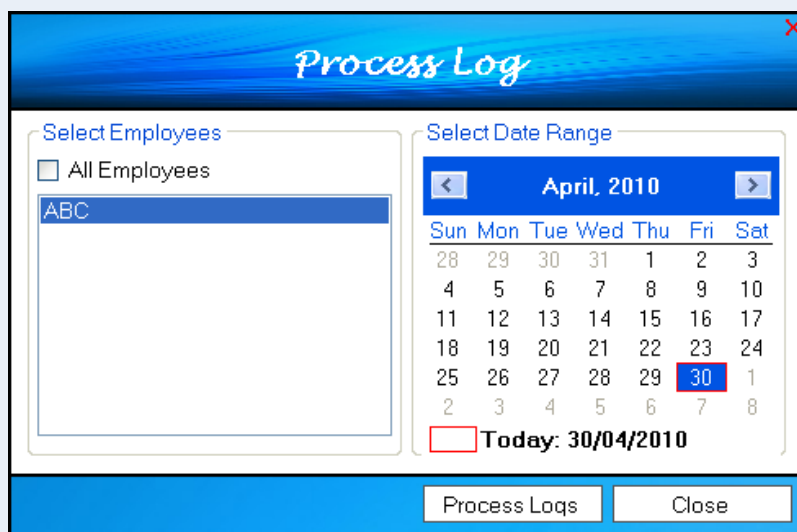 Process Log
Select Employees
All Employees
ABC
Select Date Range
April, 2010
Sun Mon Tue Wed Thu Fri Sat
28 29 30 31 1 2 3
4 5 6 7 8 9 10
11 12 13 14 15 16 17
18 19 20 21 22 23 24
25 26 27 28 29 30 1
2 3 4 5 6 7 8
Today: 30/04/2010
Process Logs Close